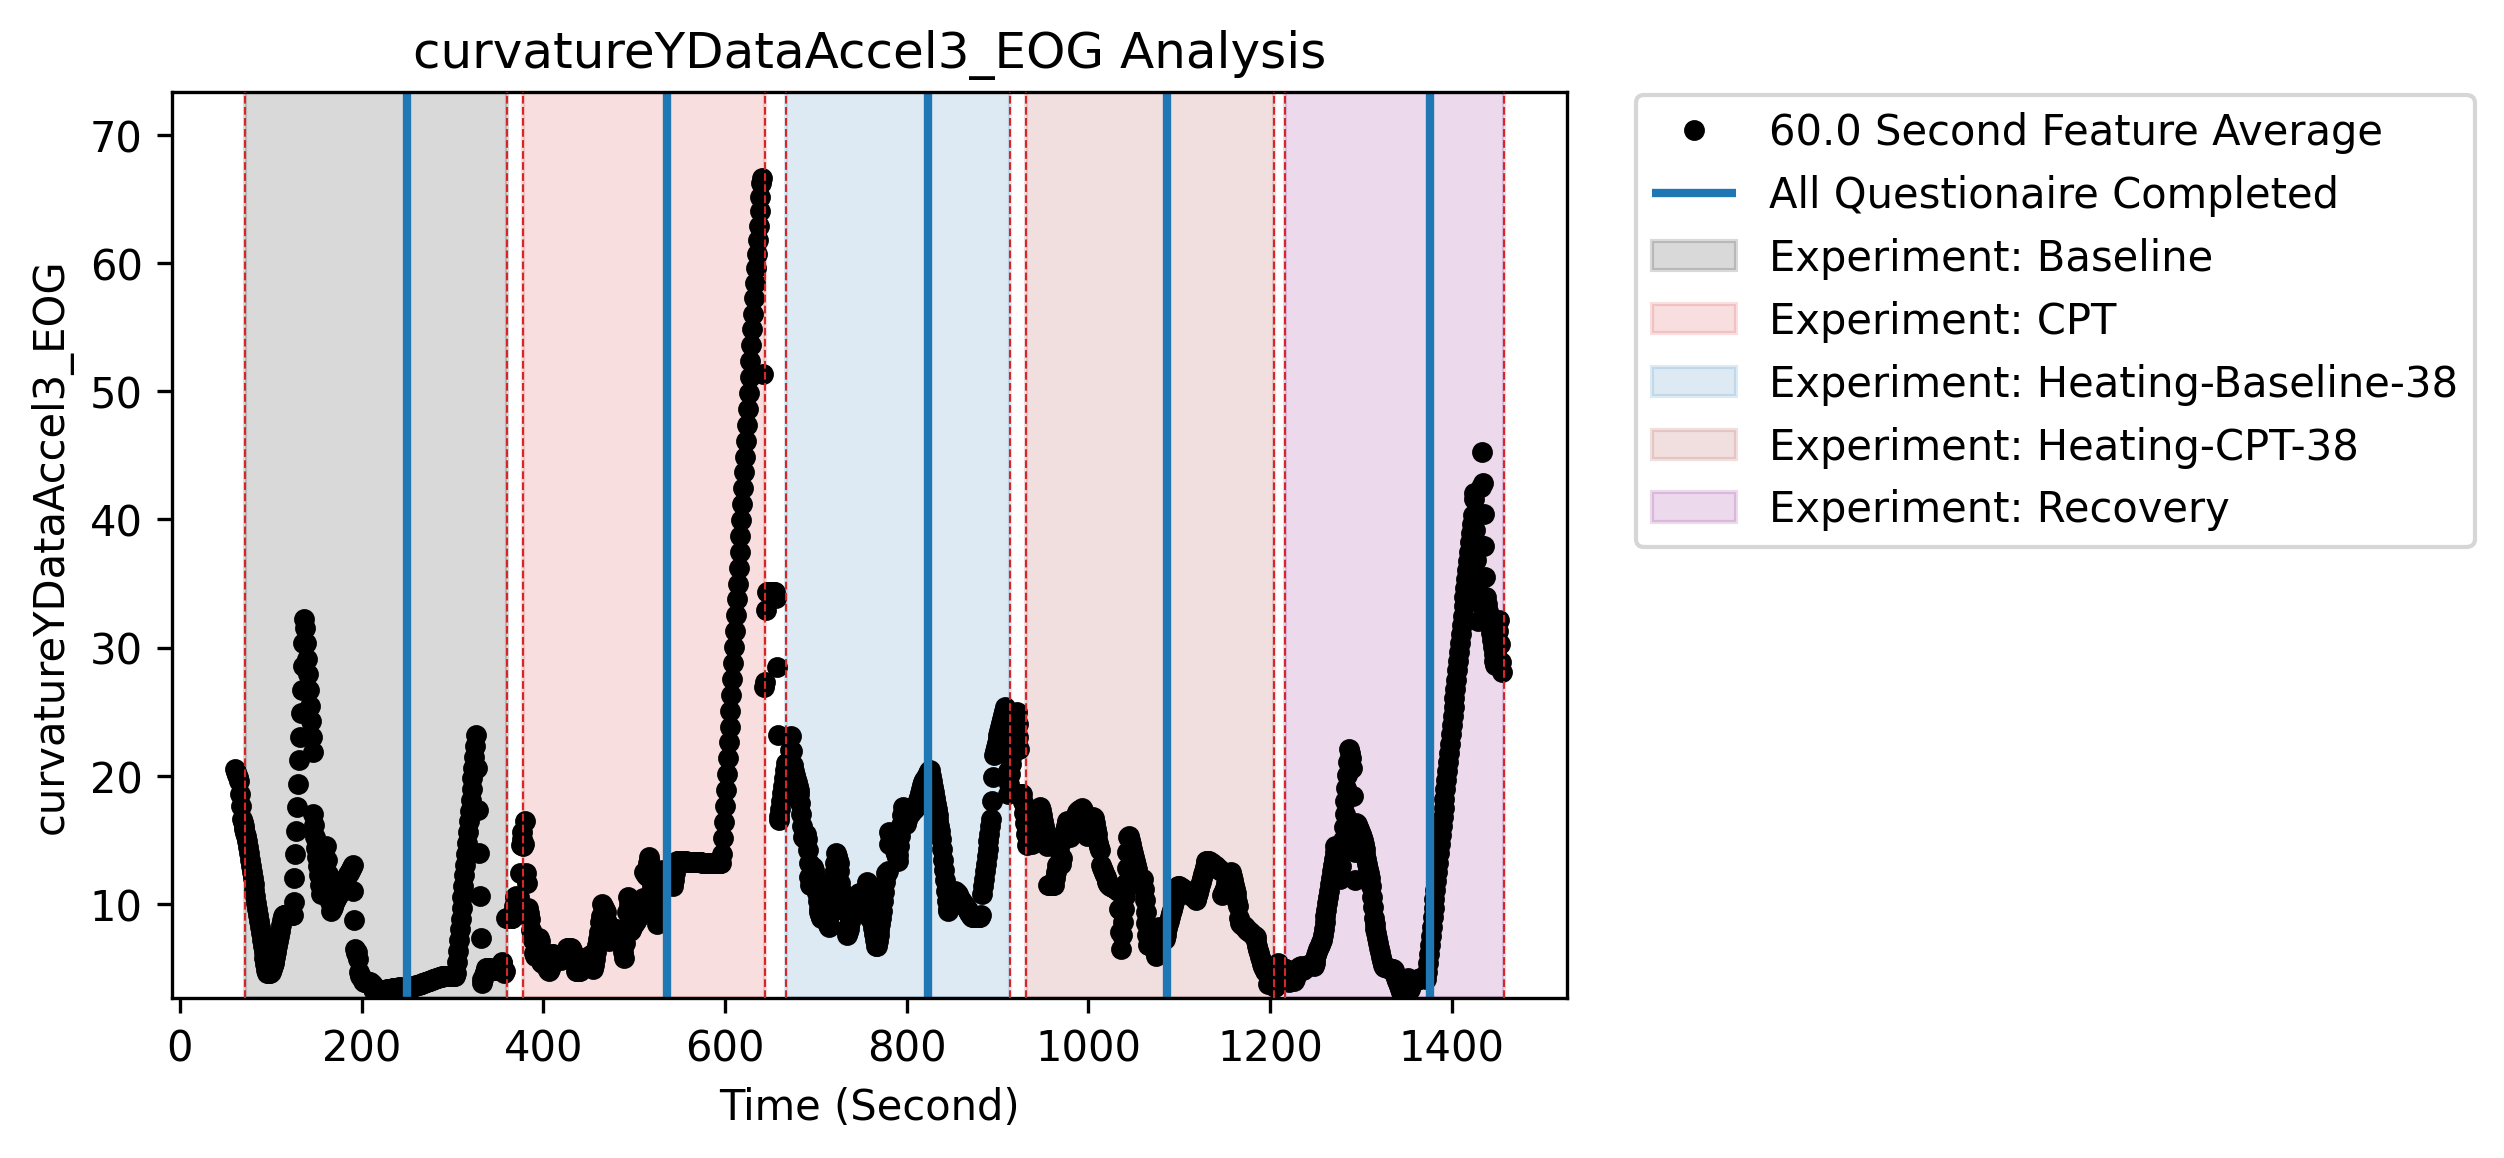 curvatureYDataAccel3_EOG Analysis
curvatureYDataAccel3_EOG
70
60
50
40
30
20
10
0
200
400
600
800
1000
1200
1400
Time (Second)
60.0 Second Feature Average
All Questionaire Completed
Experiment: Baseline
Experiment: CPT
Experiment: Heating-Baseline-38
Experiment: Heating-CPT-38
Experiment: Recovery